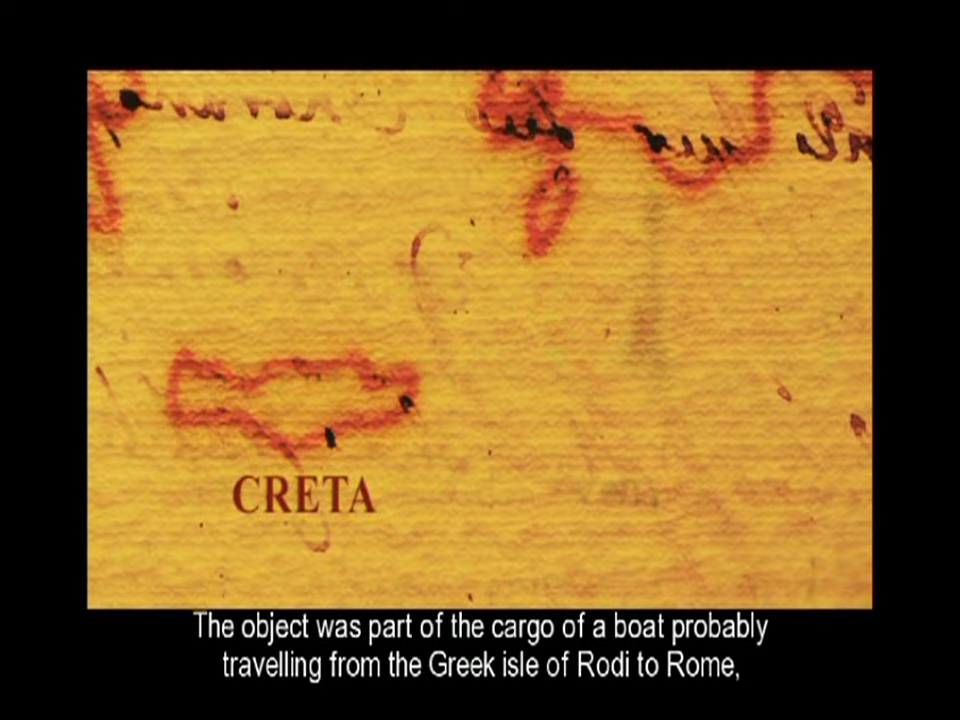 CRETA
The object was part of the cargo of a boat probably
travelling from the Greek isle of Rodi to Rome,